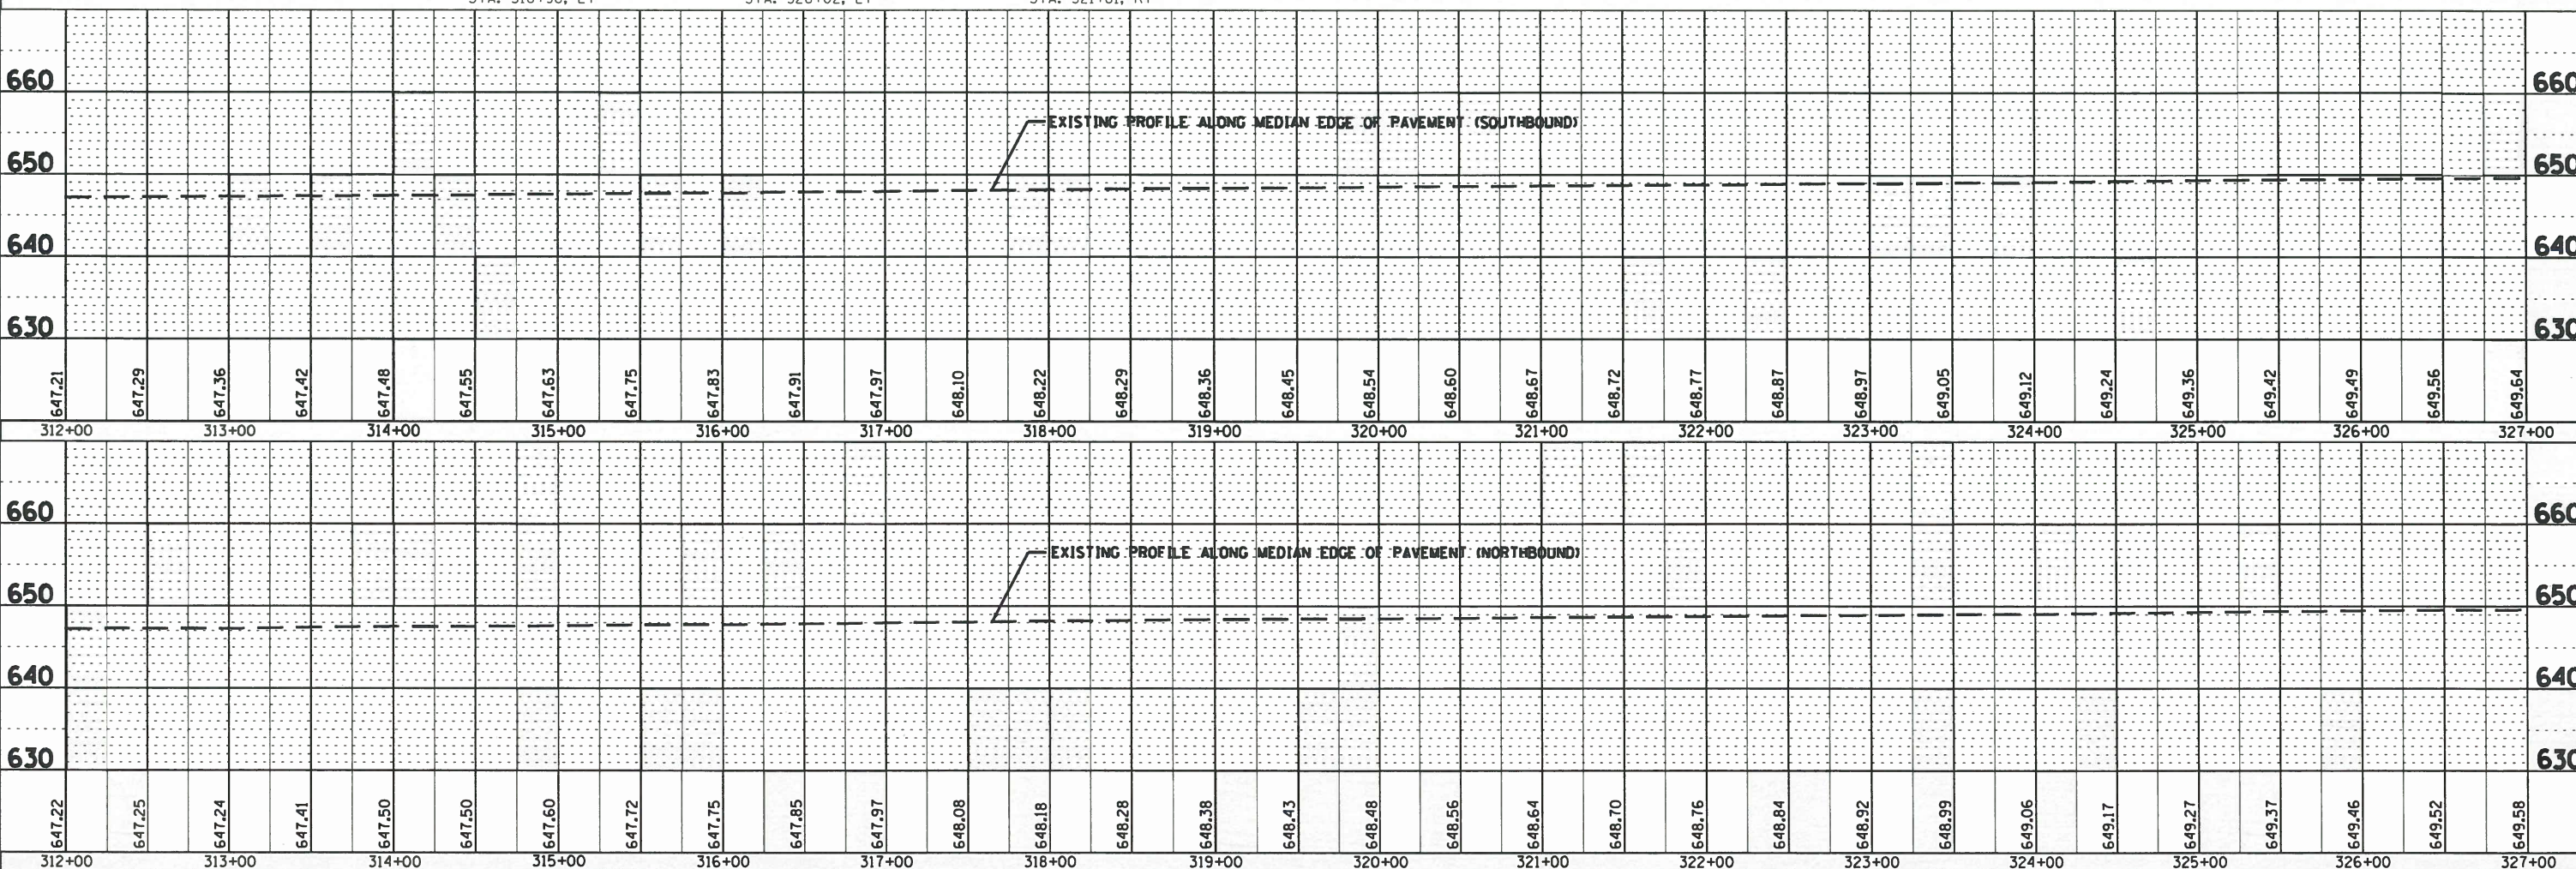 660 660
EXISTING PROFILE ALONG MEDIAN EDGE OF PAVEMENT (SOUTHBOUND)
650 650
640 640
630 630
647.21 647.29 647.36 647.42 647.48 647.55 647.63 647.75 647.83 647.91 647.97 648.10 648.22 648.29 648.36 648.45 648.54 648.60 648.67 648.72 648.77 648.87 648.97 649.05 649.12 649.24 649.36 649.42 649.49 649.56 649.64
312+00 313+00 314+00 315+00 316+00 317+00 318+00 319+00 320+00 321+00 322+00 323+00 324+00 325+00 326+00 327+00
660 660
EXISTING PROFILE ALONG MEDIAN EDGE OF PAVEMENT (NORTHBOUND)
650 650
640 640
630 630
647.22 647.25 647.24 647.41 647.50 647.50 647.60 647.72 647.75 647.85 647.97 648.08 648.18 648.28 648.38 648.43 648.48 648.56 648.64 648.70 648.76 648.84 648.92 648.99 649.06 649.17 649.27 649.37 649.46 649.52 649.58
312+00 313+00 314+00 315+00 316+00 317+00 318+00 319+00 320+00 321+00 322+00 323+00 324+00 325+00 326+00 327+00